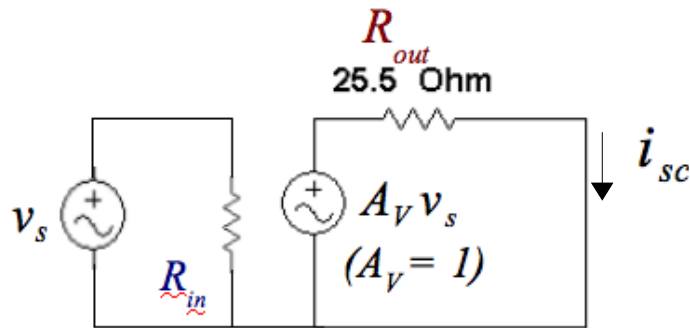 R_out
25.5 Ohm
i_sc
v_s
+
+
A_V v_s
R_in
(A_V = 1)